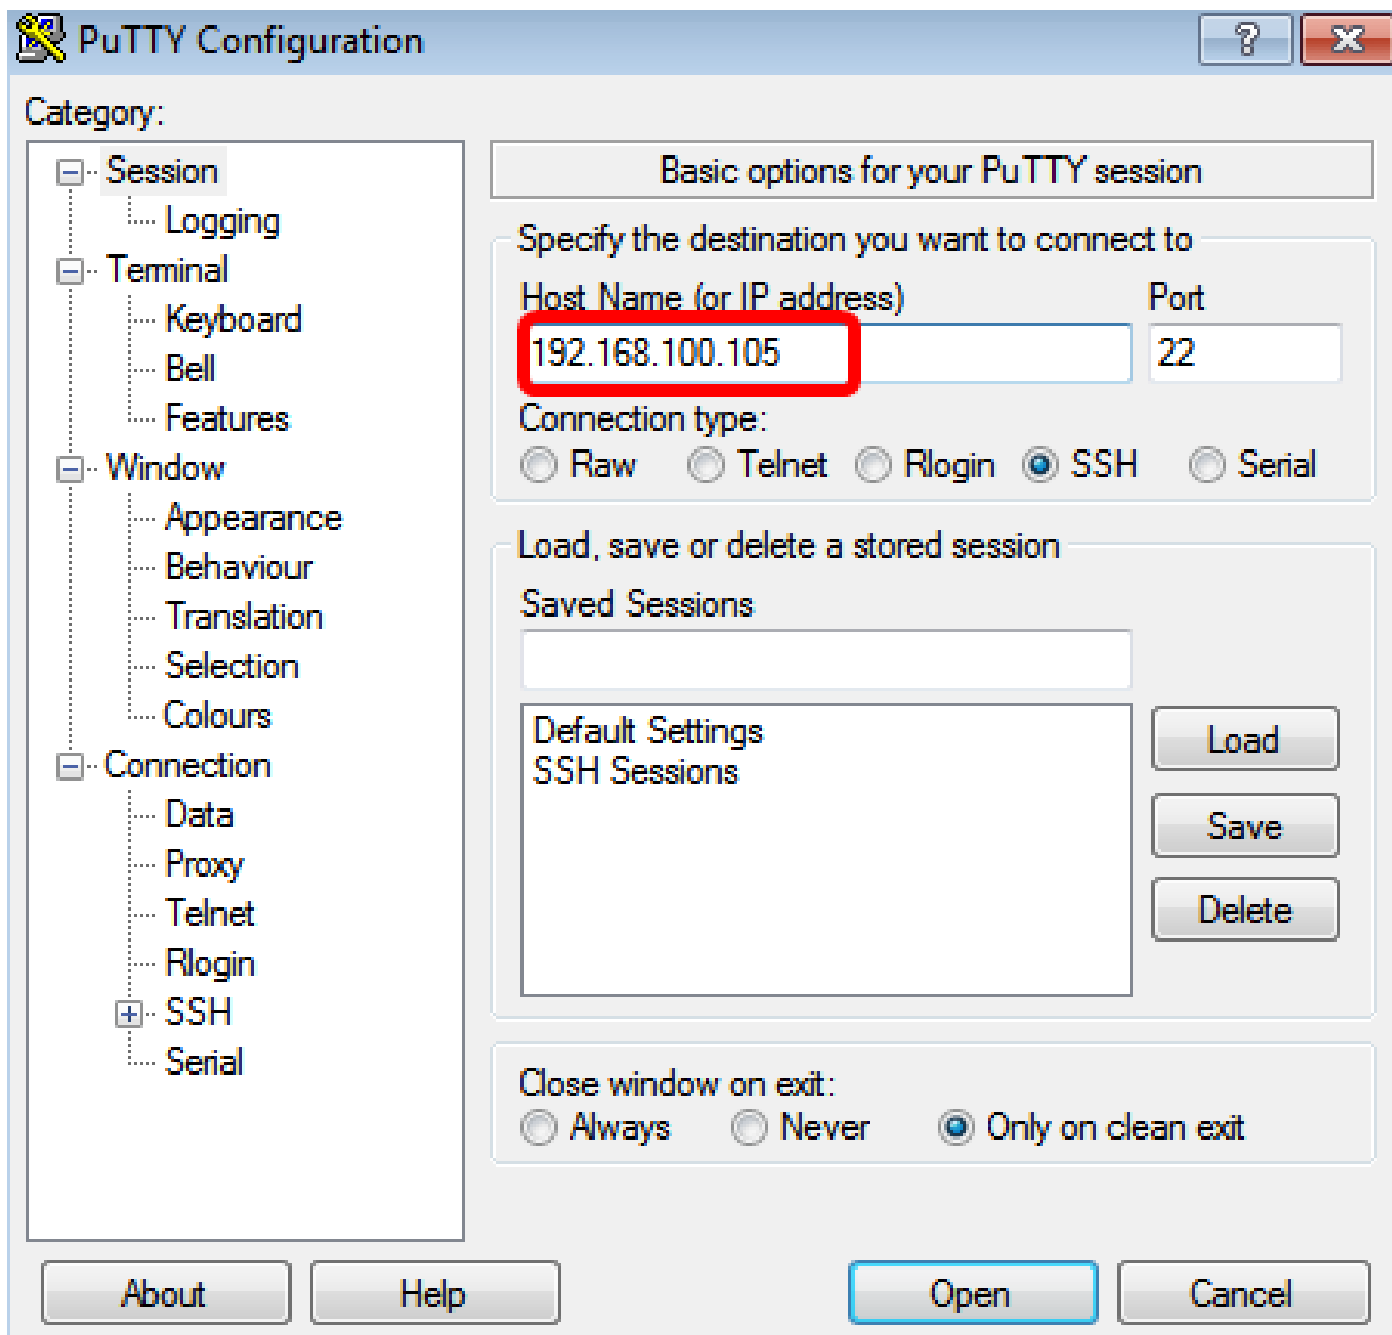 PuTTY Configuration
?
Category:
Session
Logging
Terminal
Keyboard
Bell
Features
Window
Appearance
Behaviour
Translation
Selection
Colours
Connection
Data
Proxy
Telnet
Rlogin
SSH
Serial
Basic options for your PuTTY session
Specify the destination you want to connect to
Host Name (or IP address) Port
192.168.100.105 22
Connection type:
Raw Telnet Rlogin SSH Serial
Load, save or delete a stored session
Saved Sessions
Default Settings
SSH Sessions
Load
Save
Delete
Close window on exit:
Always Never Only on clean exit
About Help Open Cancel